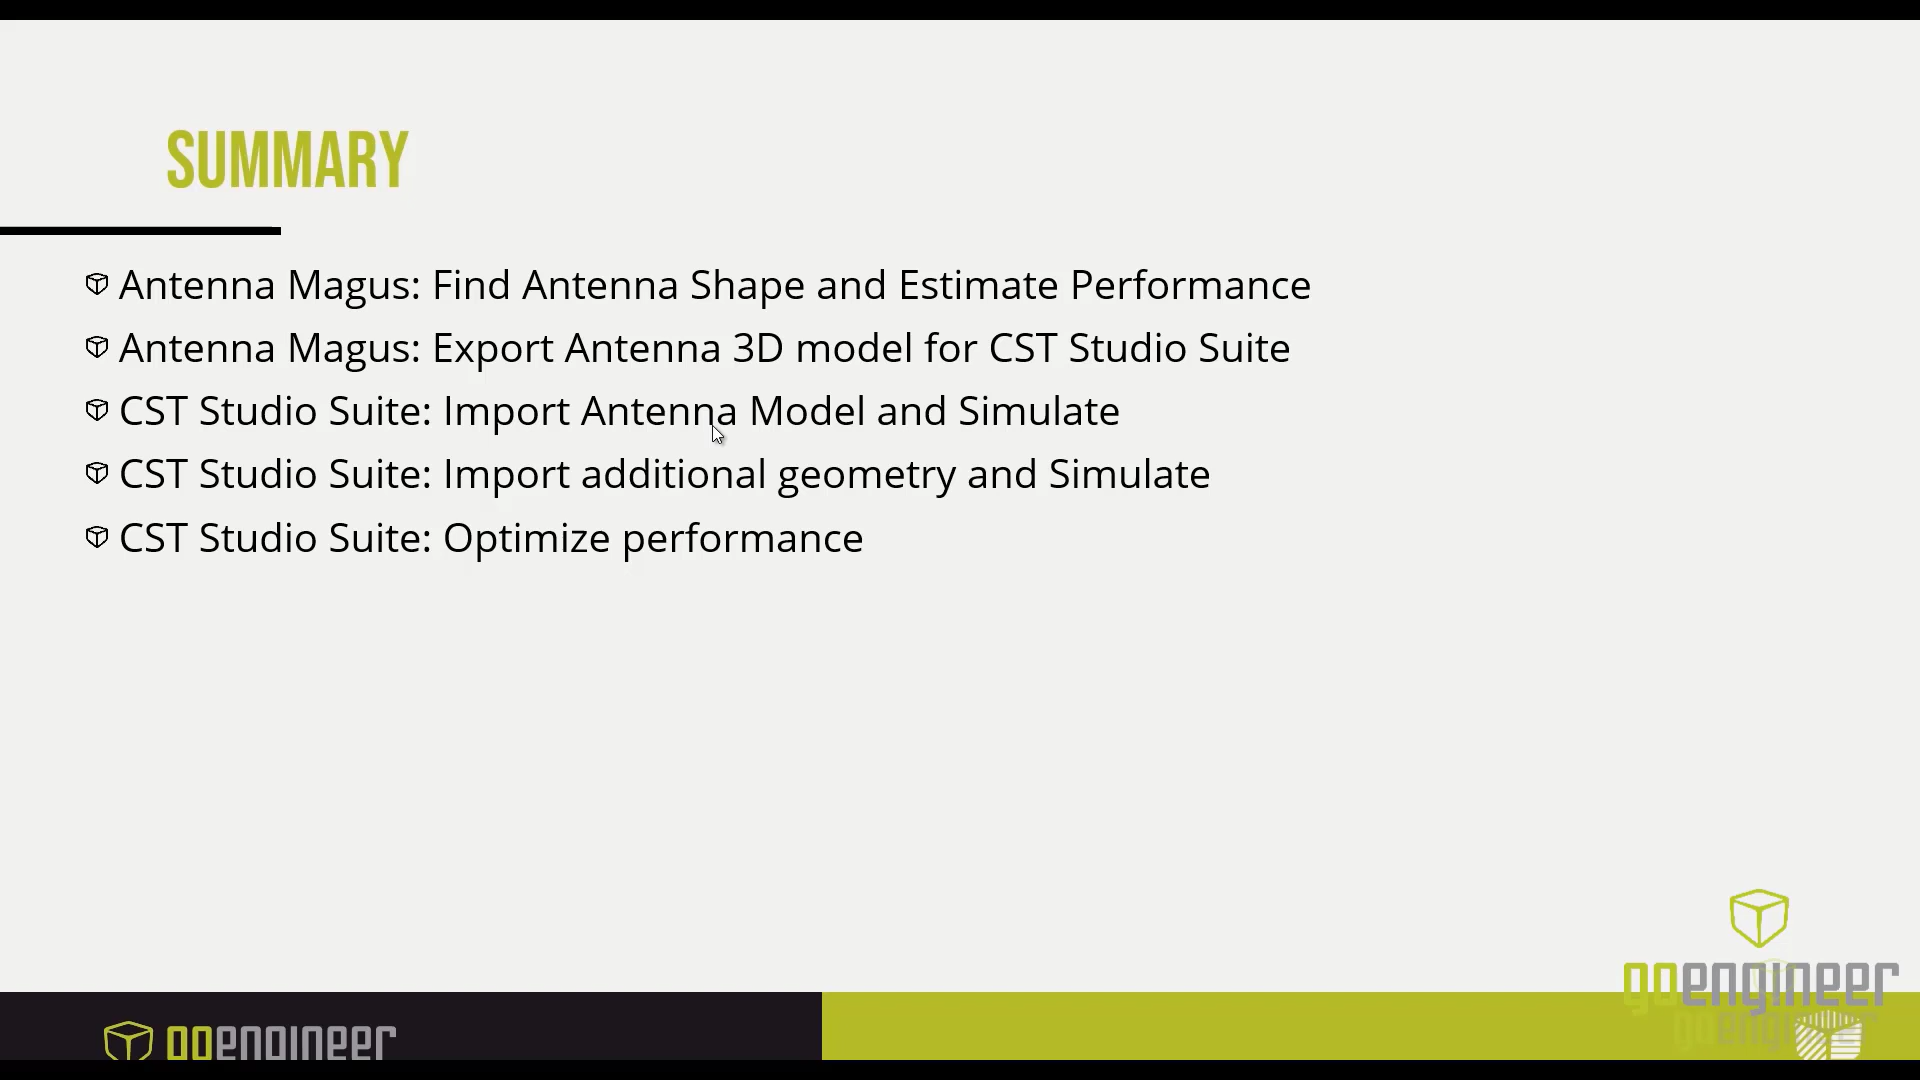 SUMMARY
Antenna Magus: Find Antenna Shape and Estimate Performance
Antenna Magus: Export Antenna 3D model for CST Studio Suite
CST Studio Suite: Import Antenna Model and Simulate
CST Studio Suite: Import additional geometry and Simulate
CST Studio Suite: Optimize performance
goengineer
goengineer